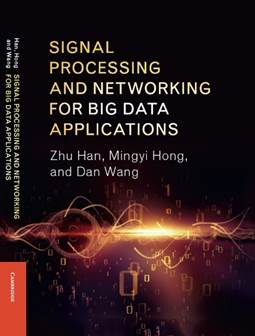 SIGNAL
PROCESSING
AND NETWORKING
FOR BIG DATA
APPLICATIONS
Zhu Han, Mingyi Hong,
and Dan Wang
Han, Hong
and Wang
SIGNAL PROCESSING AND NETWORKING
FOR BIG DATA APPLICATIONS
CAMBRIDGE